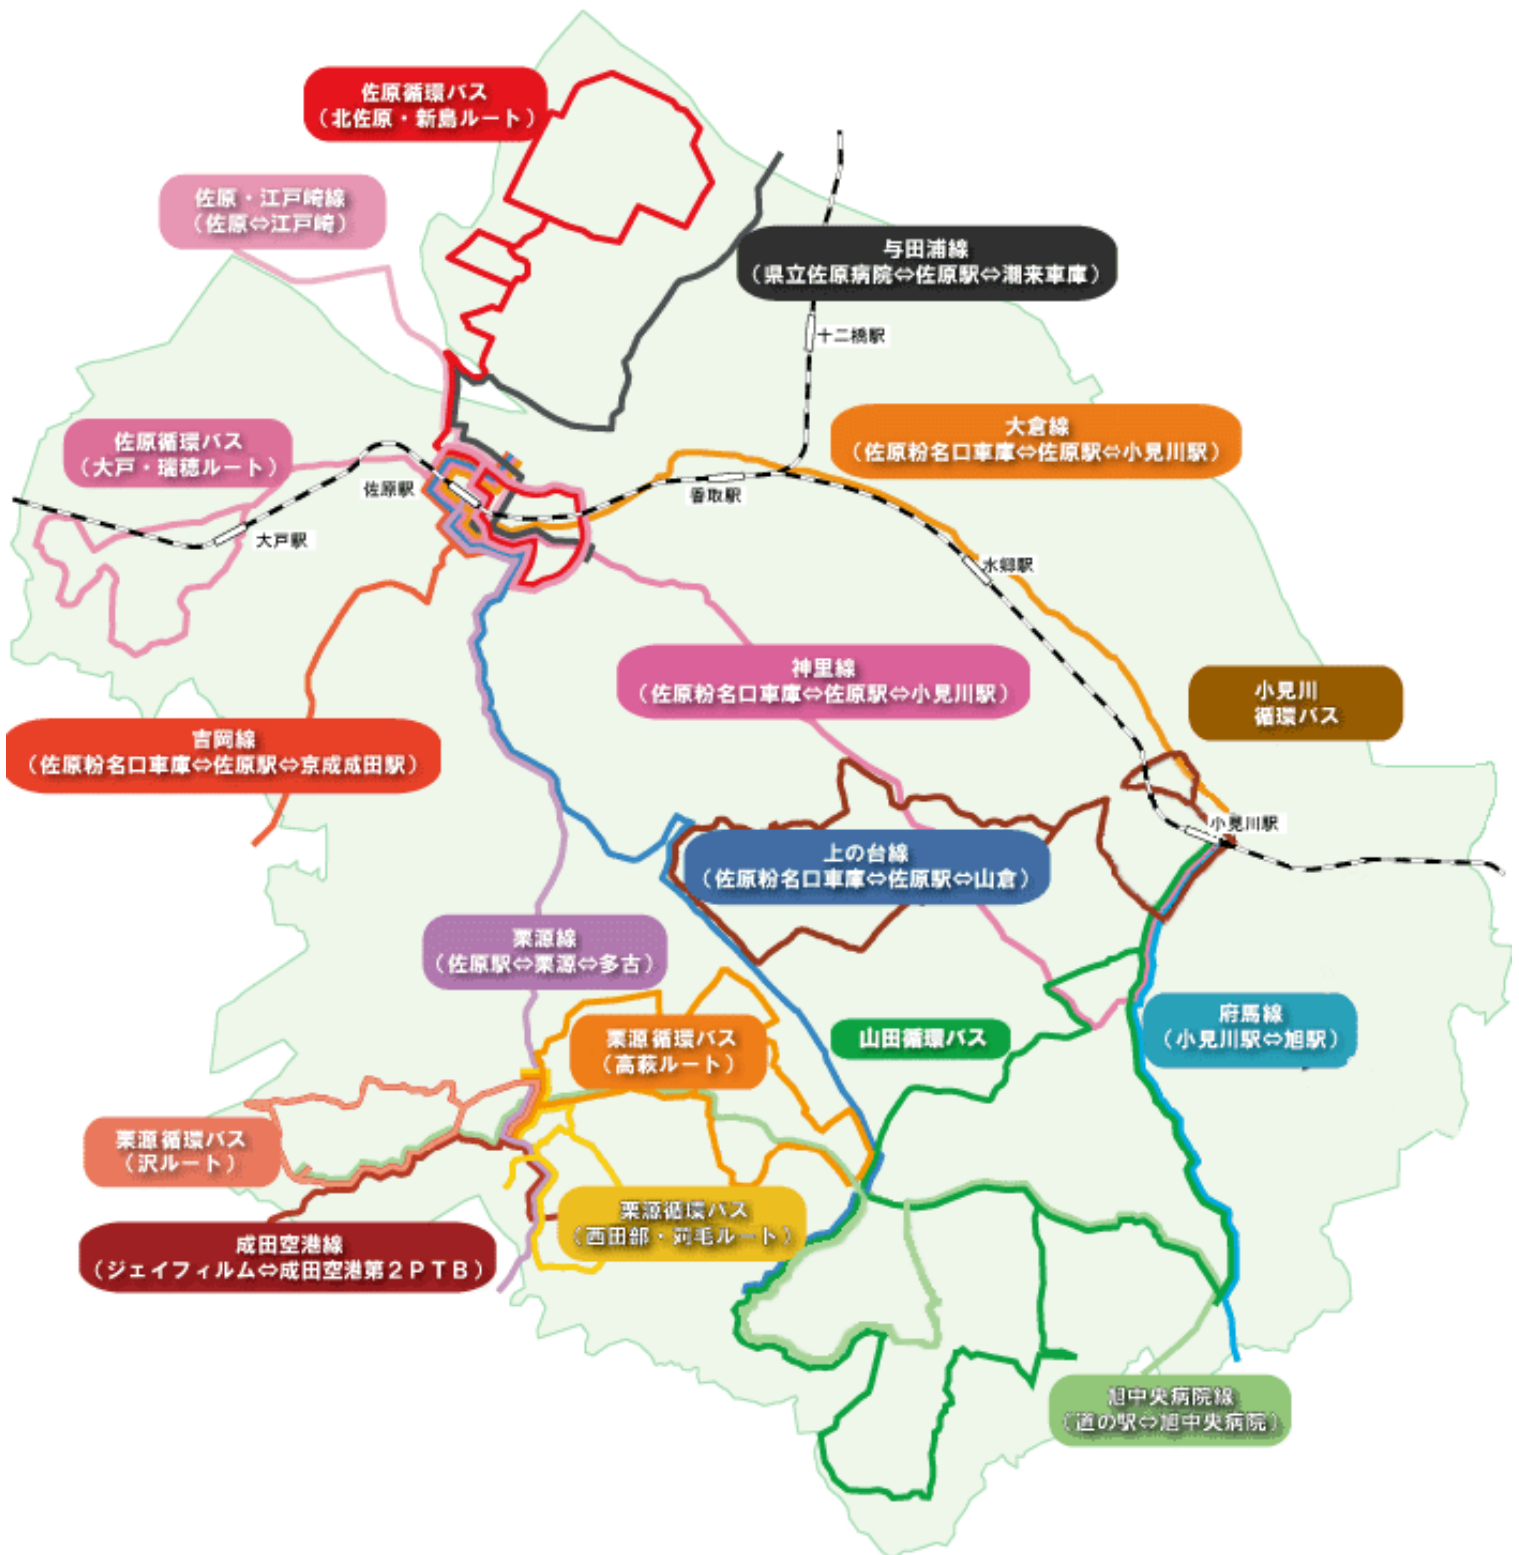 佐原循環バス
（北佐原・新島ルート）
佐原・江戸崎線
（佐原⇔江戸崎）
与田浦線
（県立佐原病院⇔佐原駅⇔潮来車庫）
十二橋駅
大倉線
（佐原粉名口車庫⇔佐原駅⇔小見川駅）
佐原循環バス
（大戸・瑞穂ルート）
佐原駅
香取駅
大戸駅
水郷駅
神里線
（佐原粉名口車庫⇔佐原駅⇔小見川駅）
小見川
循環バス
吉岡線
（佐原粉名口車庫⇔佐原駅⇔京成成田駅）
小見川駅
上の台線
（佐原粉名口車庫⇔佐原駅⇔山倉）
栗源線
（佐原駅⇔栗源⇔多古）
府馬線
（小見川駅⇔旭駅）
栗源循環バス
（高萩ルート）
山田循環バス
栗源循環バス
（沢ルート）
栗源循環バス
（西田部・苅毛ルート）
成田空港線
（ジェイフィルム⇔成田空港第２ＰＴＢ）
旭中央病院線
（道の駅⇔旭中央病院）